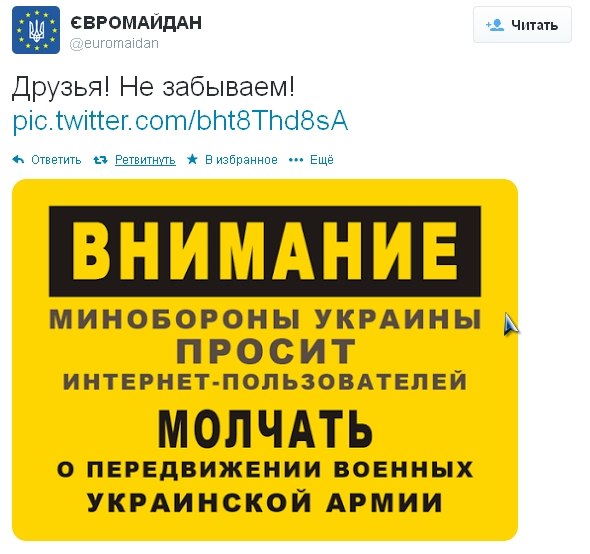 ЄВРОМАЙДАН
@euromaidan
Читать
Друзья! Не забываем!
pic.twitter.com/bht8Thd8sA
Ответить Ретвитнуть В избранное Ещё
ВНИМАНИЕ
МИНОБОРОНЫ УКРАИНЫ
ПРОСИТ
ИНТЕРНЕТ-ПОЛЬЗОВАТЕЛЕЙ
МОЛЧАТЬ
О ПЕРЕДВИЖЕНИИ ВОЕННЫХ
УКРАИНСКОЙ АРМИИ